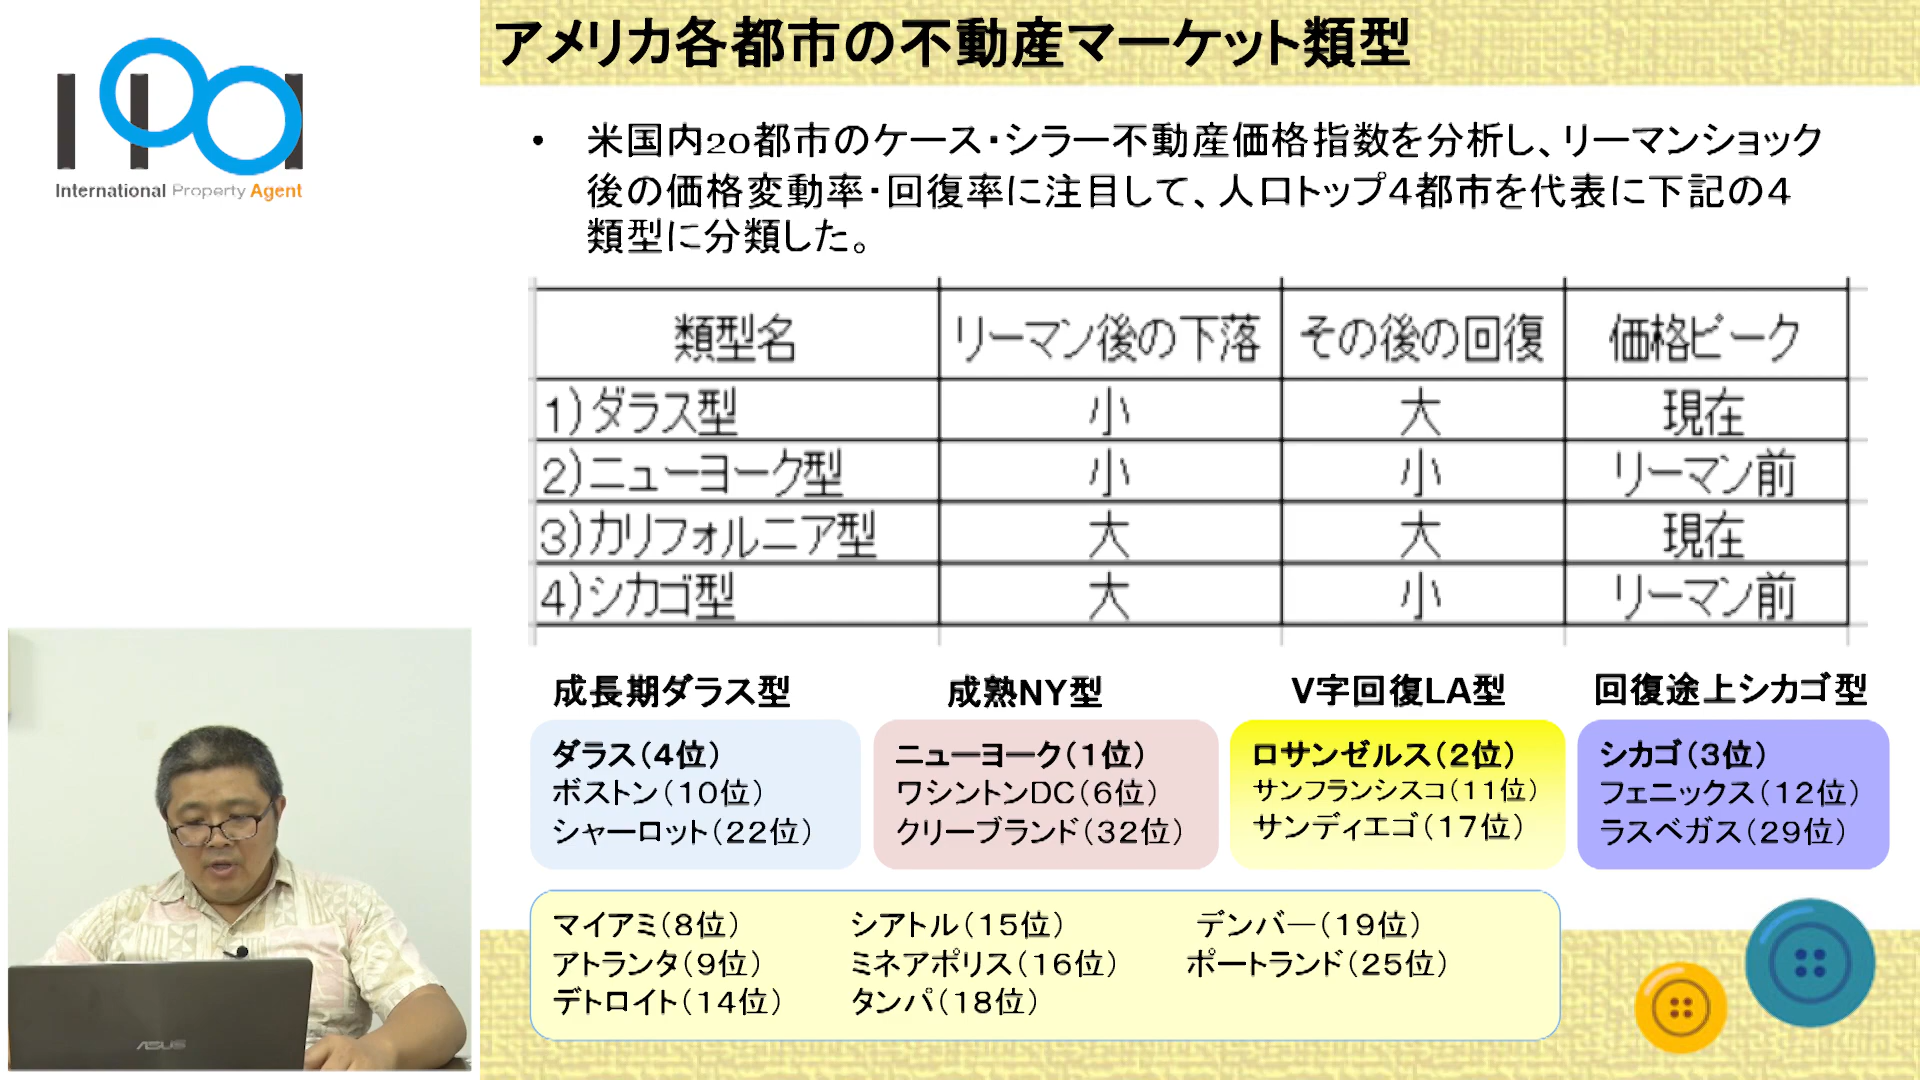 IPA
International Property Agent
アメリカ各都市の不動産マーケット類型
• 米国内20都市のケース・シラー不動産価格指数を分析し、リーマンショック
後の価格変動率・回復率に注目して、人口トップ4都市を代表に下記の4
類型に分類した。
類型名 リーマン後の下落 その後の回復 価格ピーク
1)ダラス型 小 大 現在
2)ニューヨーク型 小 小 リーマン前
3)カリフォルニア型 大 大 現在
4)シカゴ型 大 小 リーマン前
成長期ダラス型
ダラス(4位)
ボストン(10位)
シャーロット(22位)
成熟NY型
ニューヨーク(1位)
ワシントンDC(6位)
クリーブランド(32位)
V字回復LA型
ロサンゼルス(2位)
サンフランシスコ(11位)
サンディエゴ(17位)
回復途上シカゴ型
シカゴ(3位)
フェニックス(12位)
ラスベガス(29位)
マイアミ(8位) シアトル(15位) デンバー(19位)
アトランタ(9位) ミネアポリス(16位) ポートランド(25位)
デトロイト(14位) タンパ(18位)
ASUS